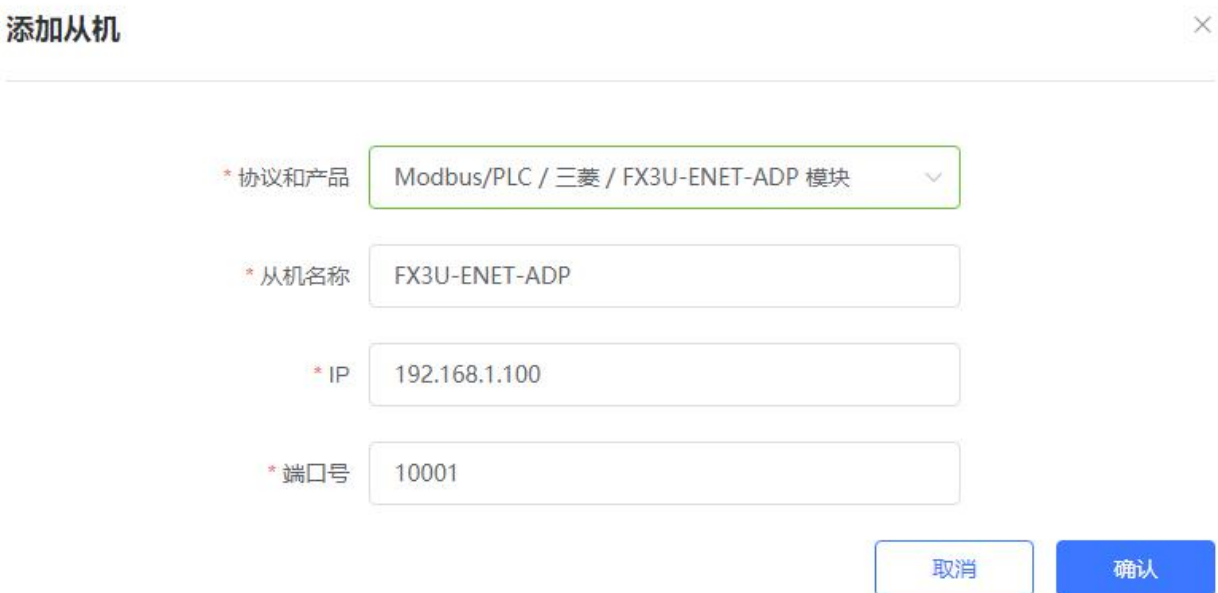 添加从机
* 协议和产品 Modbus/PLC / 三菱 / FX3U-ENET-ADP 模块
* 从机名称 FX3U-ENET-ADP
* IP 192.168.1.100
* 端口号 10001
取消 确认